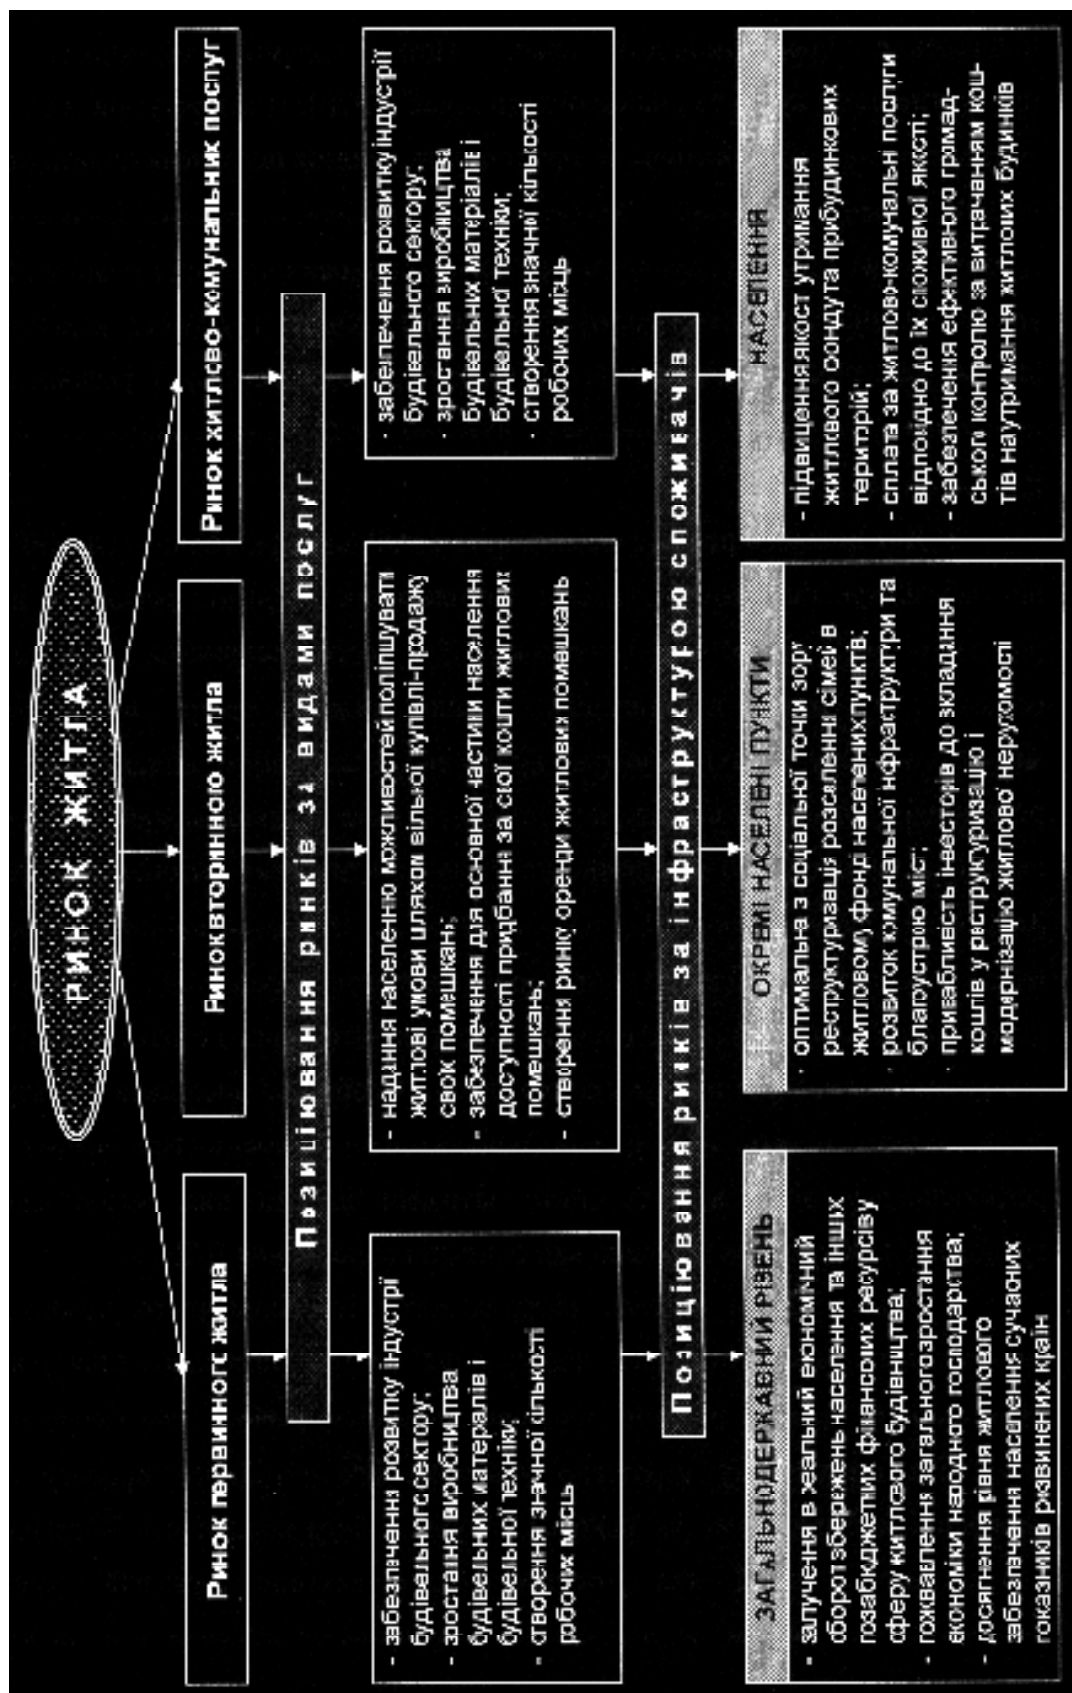 РИНОК ЖИТЛА
Ринок первинного житла
Ринок вторинного житла
Ринок житлово-комунальних послуг
Позиціювання ринків за видами послуг
- забезпечення розвитку індустрії
будівельного сектору;
- зростання виробництва
будівельних матеріалів і
будівельної техніки;
- створення значної кількості
робочих місць
- надання населенню можливостей поліпшувати
житлові умови шляхом вільної купівлі-продажу
своїх помешкань;
- забезпечення для основної частини населення
доступності придбання за свої кошти житлових
помешкань;
- створення ринку оренди житлових помешкань
- забезпечення розвитку індустрії
будівельного сектору;
- зростання виробництва
будівельних матеріалів і
будівельної техніки;
- створення значної кількості
робочих місць
Позиціювання ринків за інфраструктурою споживачів
ЗАГАЛЬНОДЕРЖАВНИЙ РІВЕНЬ
- залучення в реальний економічний
оборот збережень населення та інших
позабюджетних фінансових ресурсів у
сферу житлового будівництва;
- пожвавлення загального зростання
економіки народного господарства;
- досягнення рівня житлового
забезпечення населення сучасних
показників розвинених країн
ОКРЕМІ НАСЕЛЕНІ ПУНКТИ
- оптимальна з соціальної точки зору
реструктуризація розселення сімей в
житловому фонді населених пунктів;
- розвиток комунальної інфраструктури та
благоустрою міст;
- привабливість інвесторів до вкладання
коштів у реструктуризацію і
модернізацію житлової нерухомості
НАСЕЛЕННЯ
- підвищення якості утримання
житлового фонду та прибудинкових
територій;
- сплата за житлово-комунальні послуги
відповідно до їх споживчої якості;
- забезпечення ефективного громад-
ського контролю за витрачанням кош-
тів на утримання житлових будинків